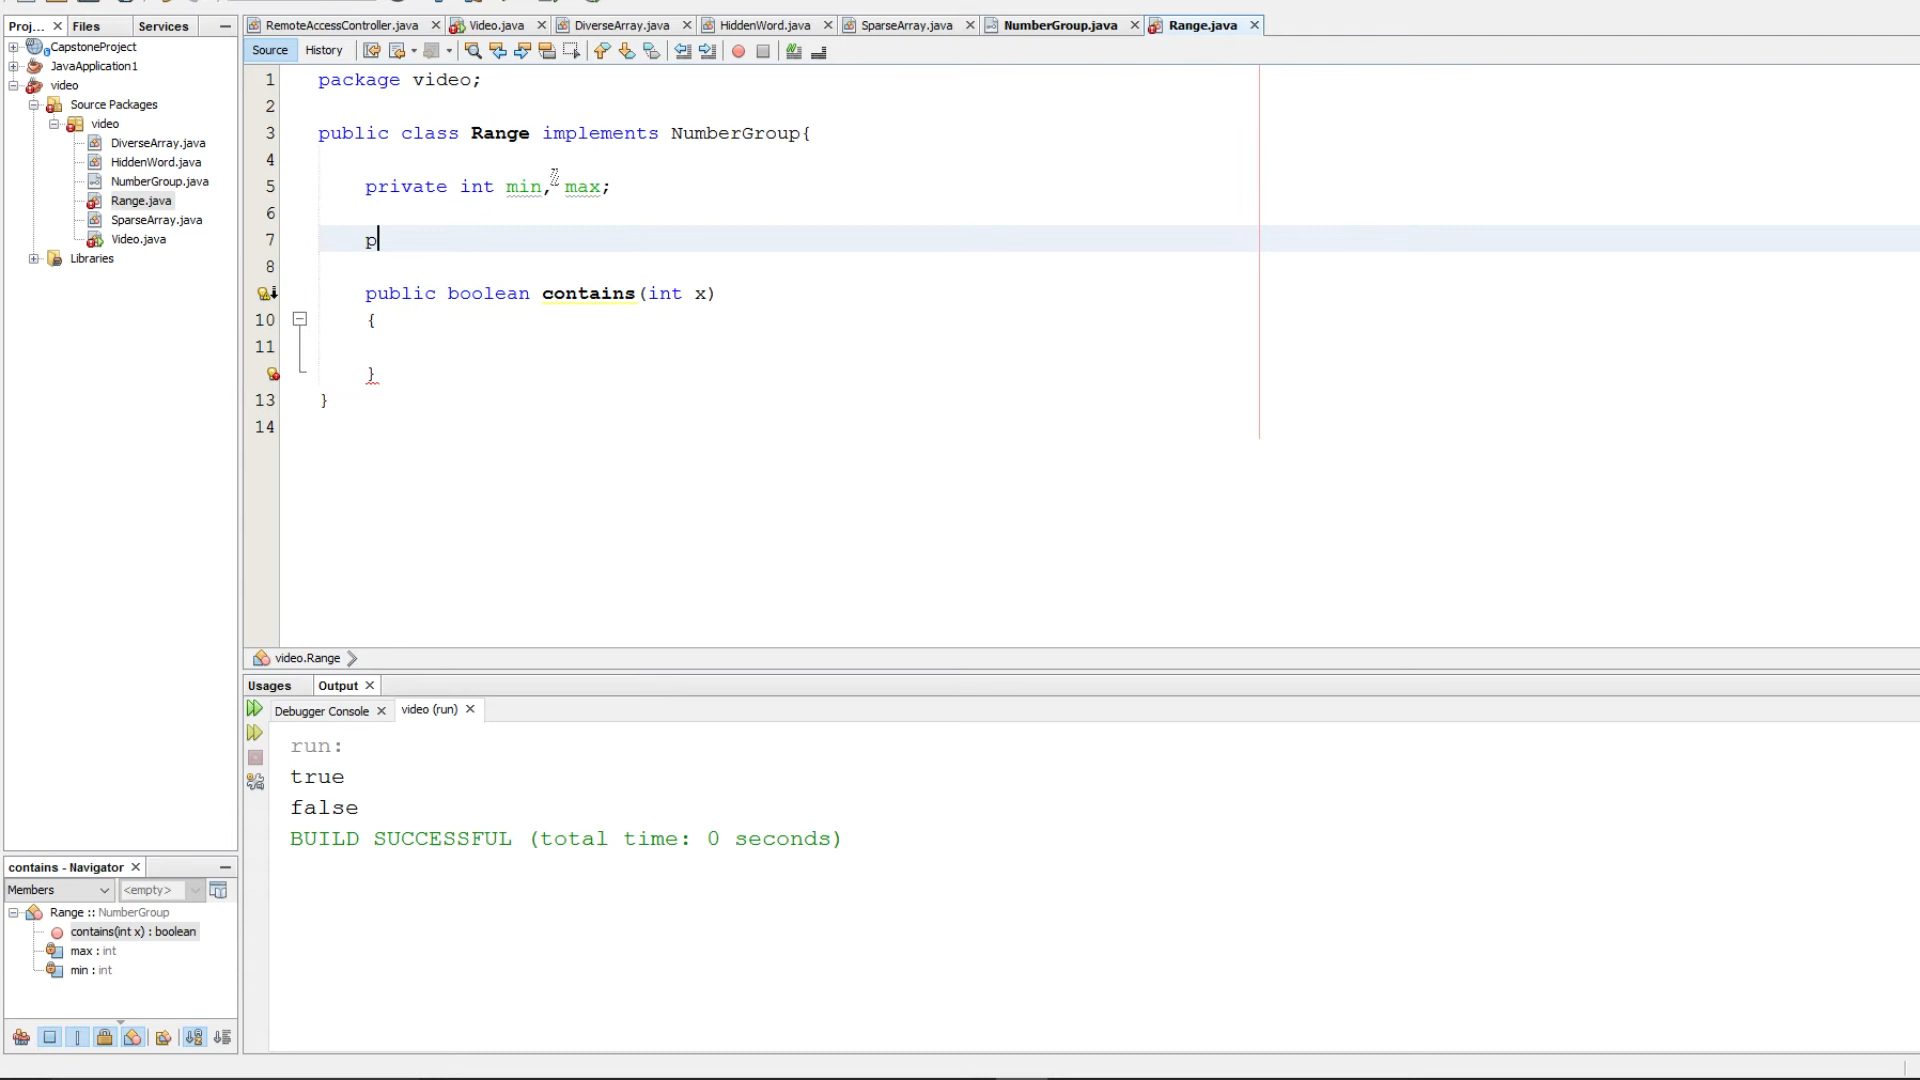 Proj...
Files
Services
RemoteAccessController.java
Video.java
DiverseArray.java
HiddenWord.java
SparseArray.java
NumberGroup.java
Range.java
Source
History
CapstoneProject
JavaApplication1
video
Source Packages
video
DiverseArray.java
HiddenWord.java
NumberGroup.java
Range.java
SparseArray.java
Video.java
Libraries
1 package video;
2
3 public class Range implements NumberGroup{
4
5 private int min, max;
6
7 p
8
public boolean contains(int x)
10 {
11
}
13 }
14
video.Range
Usages
Output
Debugger Console
video (run)
run:
true
false
BUILD SUCCESSFUL (total time: 0 seconds)
contains - Navigator
Members
<empty>
Range :: NumberGroup
contains(int x) : boolean
max : int
min : int